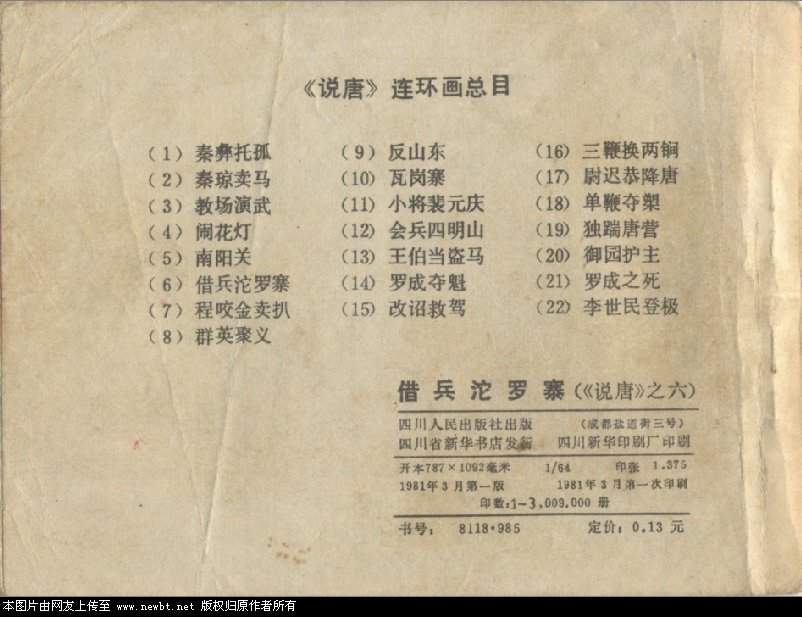 《说唐》连环画总目
(1) 秦彝托孤
(2) 秦琼卖马
(3) 教场演武
(4) 闹花灯
(5) 南阳关
(6) 借兵沱罗寨
(7) 程咬金卖扒
(8) 群英聚义
(9) 反山东
(10) 瓦岗寨
(11) 小将裴元庆
(12) 会兵四明山
(13) 王伯当盗马
(14) 罗成夺魁
(15) 改诏救驾
(16) 三鞭换两锏
(17) 尉迟恭降唐
(18) 单鞭夺槊
(19) 独踹唐营
(20) 御园护主
(21) 罗成之死
(22) 李世民登极
借兵沱罗寨(《说唐》之六)
四川人民出版社出版 (成都盐道街三号)
四川省新华书店发行 四川新华印刷厂印刷
开本787×1092毫米 1/64 印张 1.375
1981年3月第一版 1981年3月第一次印刷
印数:1-3,009,000 册
书号: 8118·985 定价: 0.13 元
本图片由网友上传至 www.newbt.net 版权归原作者所有